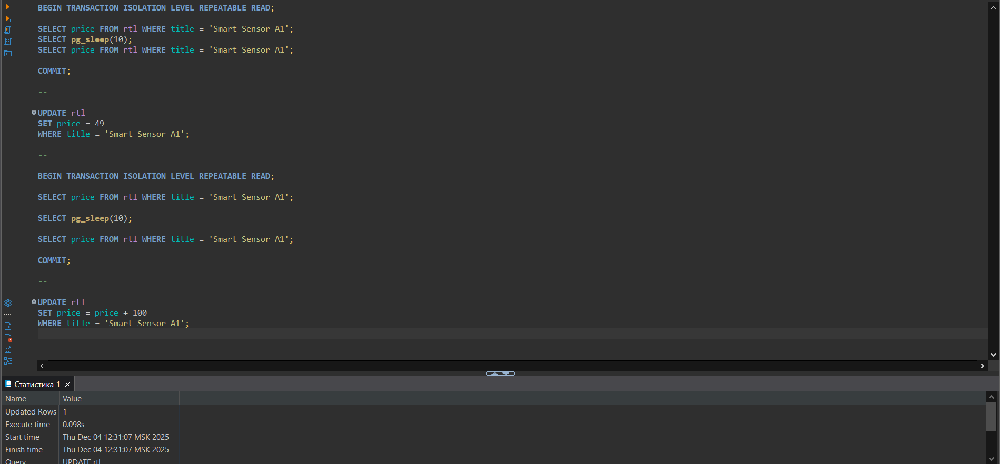 BEGIN TRANSACTION ISOLATION LEVEL REPEATABLE READ;
SELECT price FROM rtl WHERE title = 'Smart Sensor A1';
SELECT pg_sleep(10);
SELECT price FROM rtl WHERE title = 'Smart Sensor A1';
COMMIT;
--
UPDATE rtl
SET price = 49
WHERE title = 'Smart Sensor A1';
--
BEGIN TRANSACTION ISOLATION LEVEL REPEATABLE READ;
SELECT price FROM rtl WHERE title = 'Smart Sensor A1';
SELECT pg_sleep(10);
SELECT price FROM rtl WHERE title = 'Smart Sensor A1';
COMMIT;
--
UPDATE rtl
SET price = price + 100
WHERE title = 'Smart Sensor A1';
Статистика 1
Name Value
Updated Rows 1
Execute time 0.098s
Start time Thu Dec 04 12:31:07 MSK 2025
Finish time Thu Dec 04 12:31:07 MSK 2025
Query UPDATE rtl